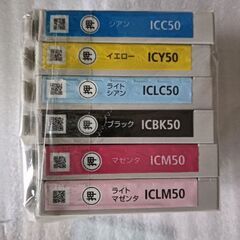 シアン ICC50
イエロー ICY50
ライト
シアン ICLC50
ブラック ICBK50
マゼンタ ICM50
ライト
マゼンタ ICLM50